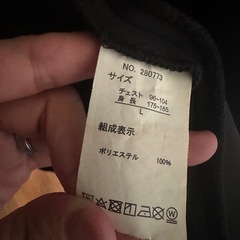 NO. 280773
サイズ
チェスト 96-104
身長 175-185
L
組成表示
ポリエステル 100%